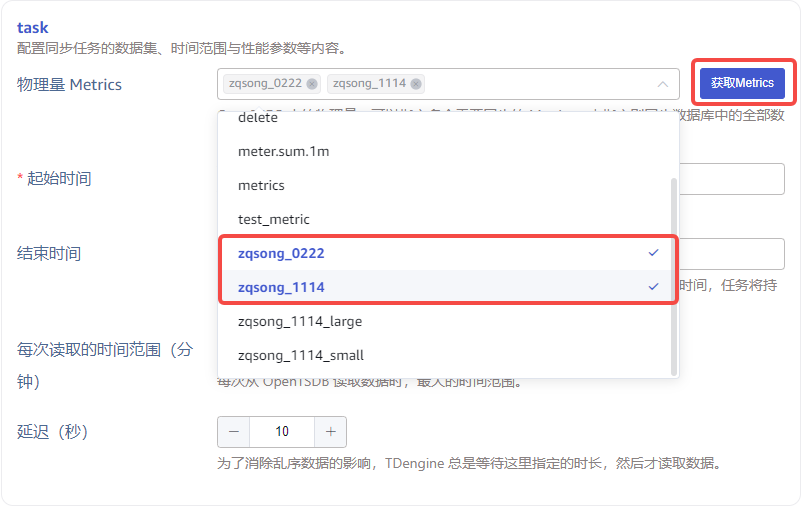 task
配置同步任务的数据集、时间范围与性能参数等内容。
物理量 Metrics
zqsong_0222 zqsong_1114
获取Metrics
数据库中的全部数
delete
meter.sum.1m
metrics
* 起始时间
test_metric
结束时间
zqsong_0222
时间，任务将持
zqsong_1114
zqsong_1114_large
每次读取的时间范围（分
钟）
zqsong_1114_small
每次从 OpenTSDB 读取数据时，最大的时间范围。
延迟（秒）
10
为了消除乱序数据的影响，TDengine 总是等待这里指定的时长，然后才读取数据。